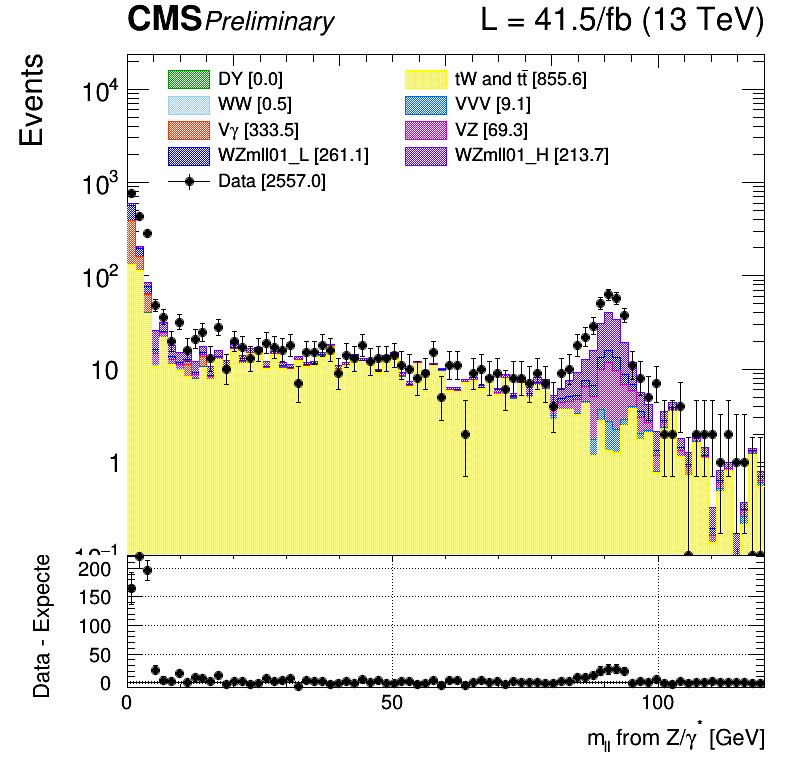 CMS Preliminary L = 41.5/fb (13 TeV)
Events
DY [0.0] tW and tt̄ [855.6]
WW [0.5] VVV [9.1]
Vγ [333.5] VZ [69.3]
WZmll01_L [261.1] WZmll01_H [213.7]
Data [2557.0]
10⁴
10³
10²
10
1
10⁻¹
Data - Expecte
200
150
100
50
0
0 50 100
m_ll from Z/γ* [GeV]